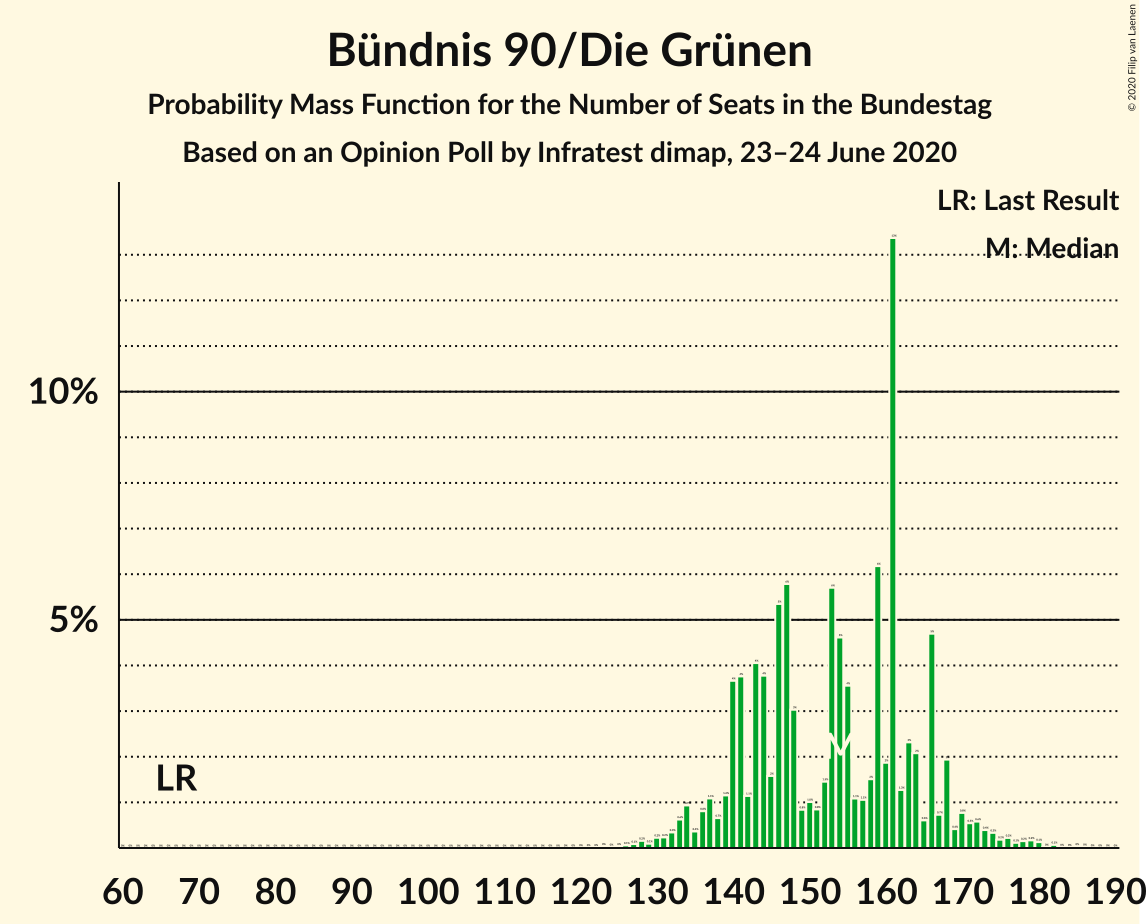 Bündnis 90/Die Grünen
Probability Mass Function for the Number of Seats in the Bundestag
Based on an Opinion Poll by Infratest dimap, 23–24 June 2020
© 2020 Filip van Laenen
LR: Last Result
M: Median
10%
5%
LR
M
60 70 80 90 100 110 120 130 140 150 160 170 180 190